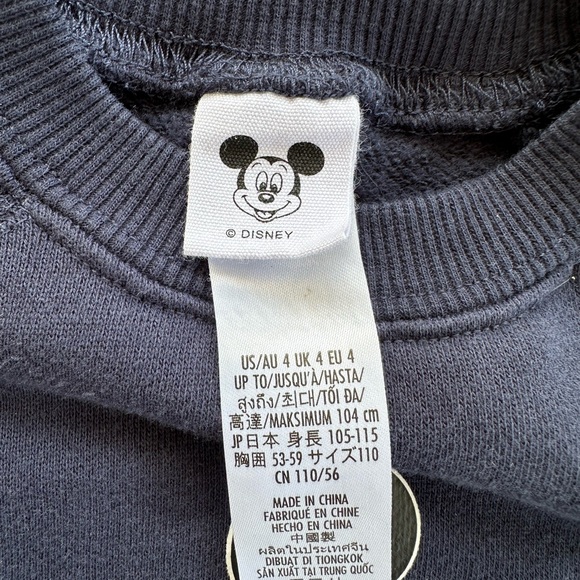 © DISNEY
US/AU 4 UK 4 EU 4
UP TO/JUSQU'À/HASTA/
สูงถึง/최대/TỐI ĐA/
高達/MAKSIMUM 104 cm
JP日本 身長 105-115
胸囲 53-59 サイズ110
CN 110/56
MADE IN CHINA
FABRIQUÉ EN CHINE
HECHO EN CHINA
中國製
ผลิตในประเทศจีน
DIBUAT DI TIONGKOK
SẢN XUẤT TẠI TRUNG QUỐC